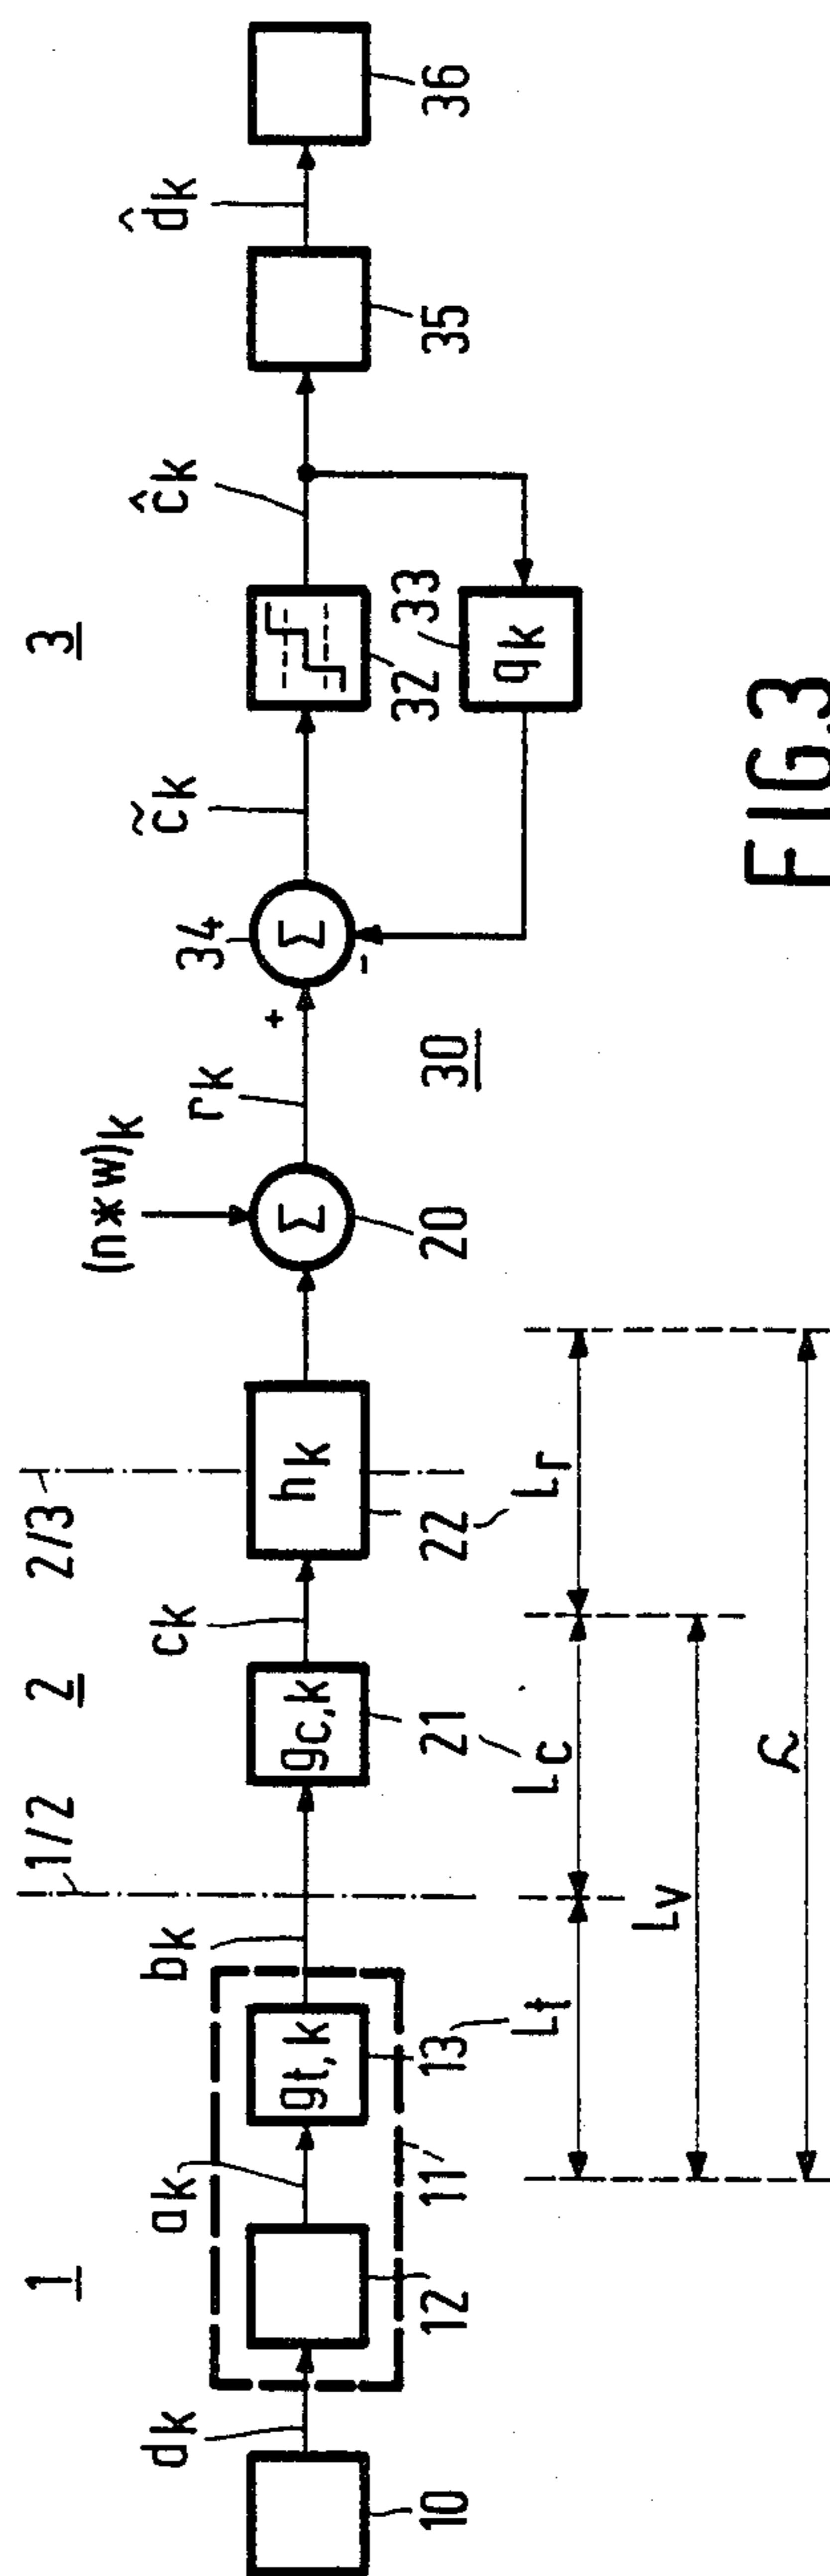 1
1/2
2
2/3
3
dk
ak
bk
ck
(n*w)k
rk
c̃k
ĉk
d̂k
gt,k
gc,k
hk
Σ
Σ
+
-
qk
10
12
11
13
21
22
20
30
34
32
33
35
36
Lt
Lc
Lr
Lv
FIG.3